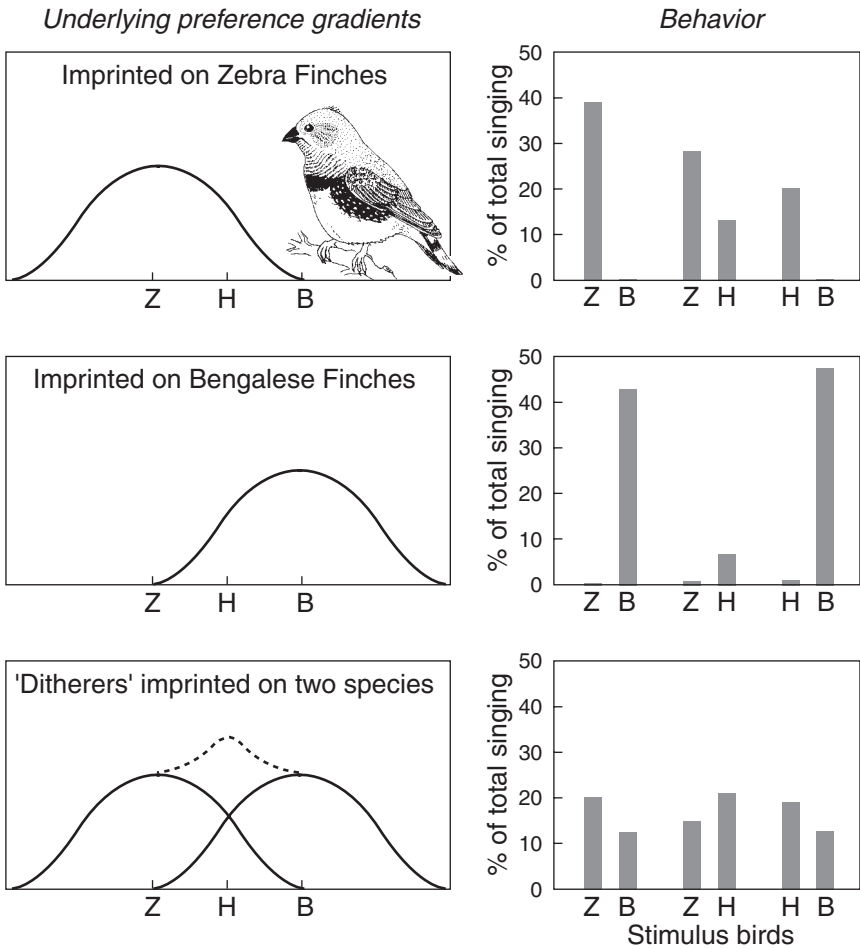 Underlying preference gradients
Behavior
Imprinted on Zebra Finches
Z H B
% of total singing
50
40
30
20
10
0
Z B Z H H B
Imprinted on Bengalese Finches
Z H B
% of total singing
50
40
30
20
10
0
Z B Z H H B
'Ditherers' imprinted on two species
Z H B
% of total singing
50
40
30
20
10
0
Z B Z H H B
Stimulus birds